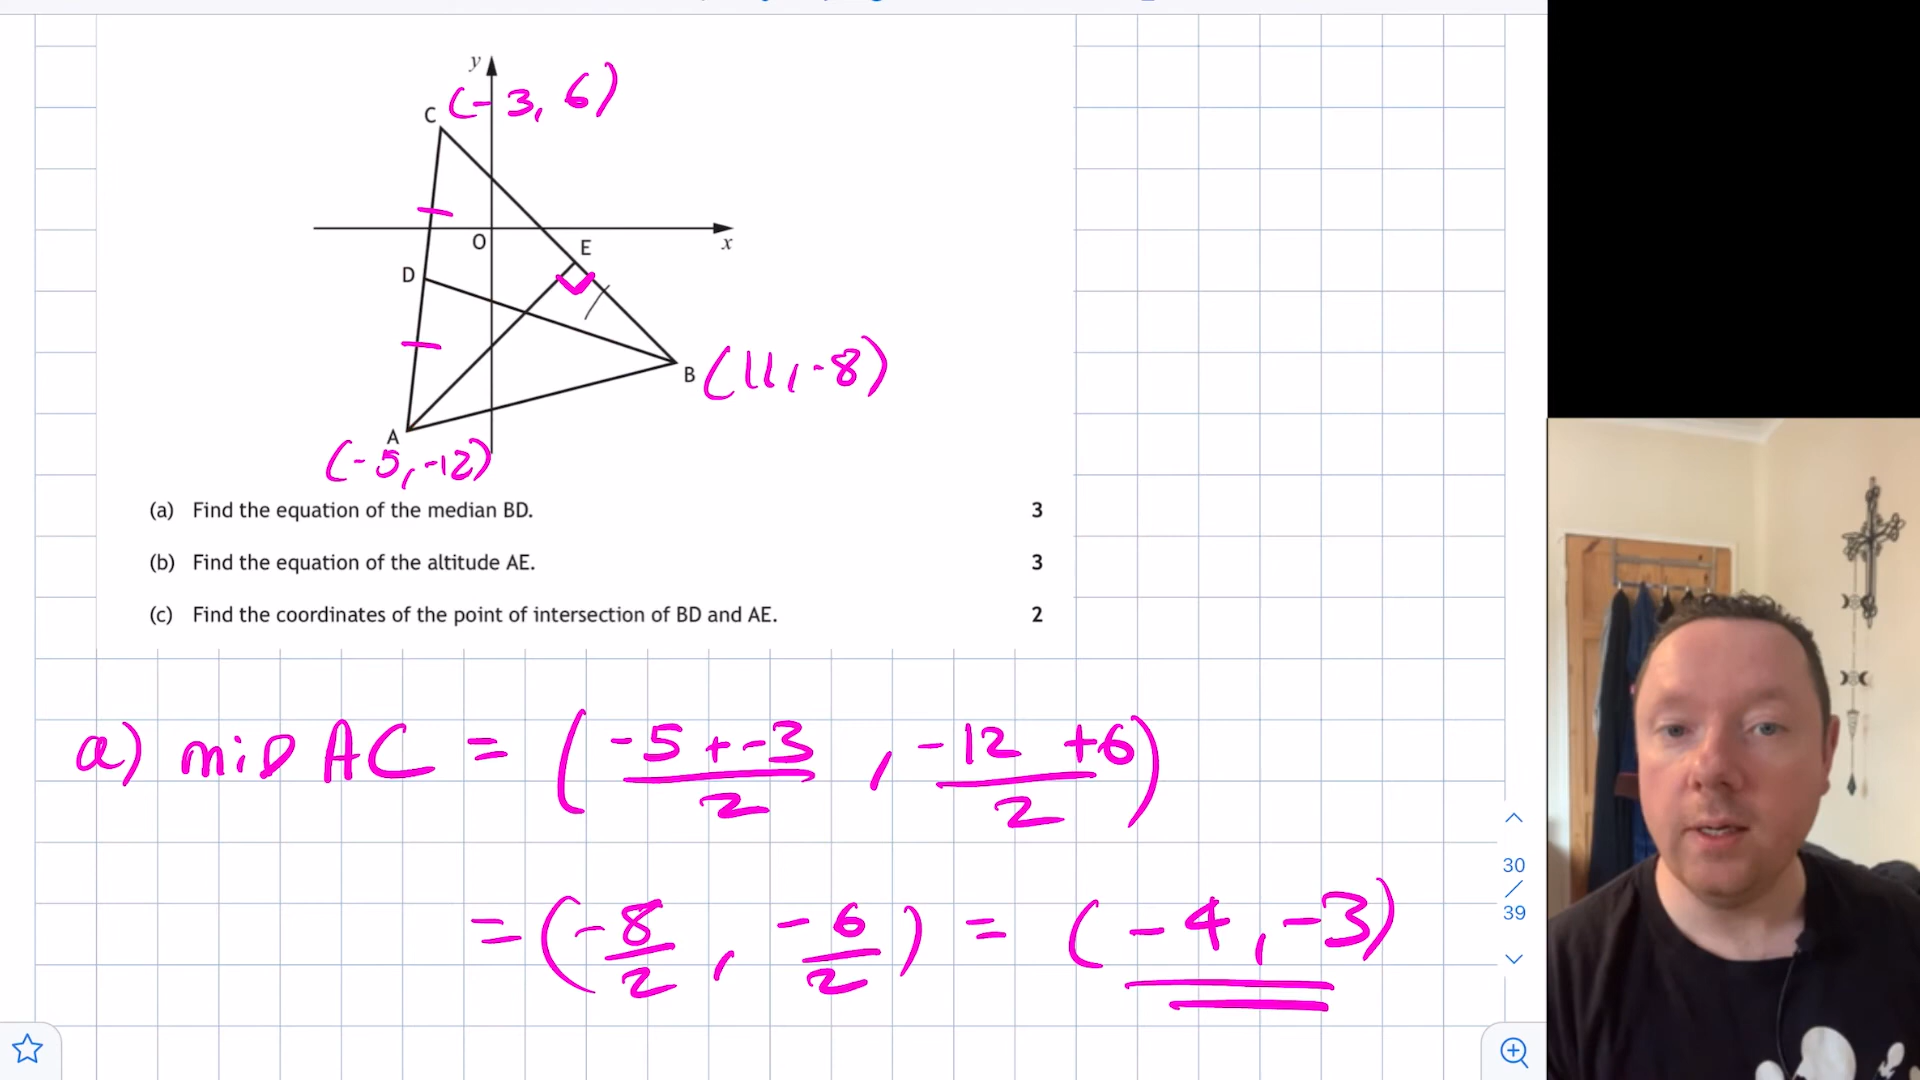 y
C (-3, 6)
O
x
E
D
B (11, -8)
A
(-5, -12)
(a) Find the equation of the median BD. 3
(b) Find the equation of the altitude AE. 3
(c) Find the coordinates of the point of intersection of BD and AE. 2
a) miD AC = (-5 + -3 / 2, -12 + 6 / 2)
= (-8/2, -6/2) = (-4, -3)
30
/
39